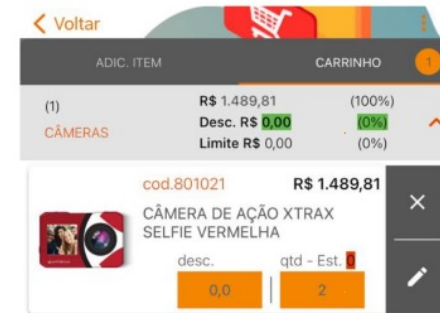 Voltar
ADIC. ITEM CARRINHO 1
(1) R$ 1.489,81 (100%)
CÂMERAS Desc. R$ 0,00 (0%)
Limite R$ 0,00 (0%)
cod.801021 R$ 1.489,81
CÂMERA DE AÇÃO XTRAX
SELFIE VERMELHA
desc. qtd - Est. 0
0,0 2